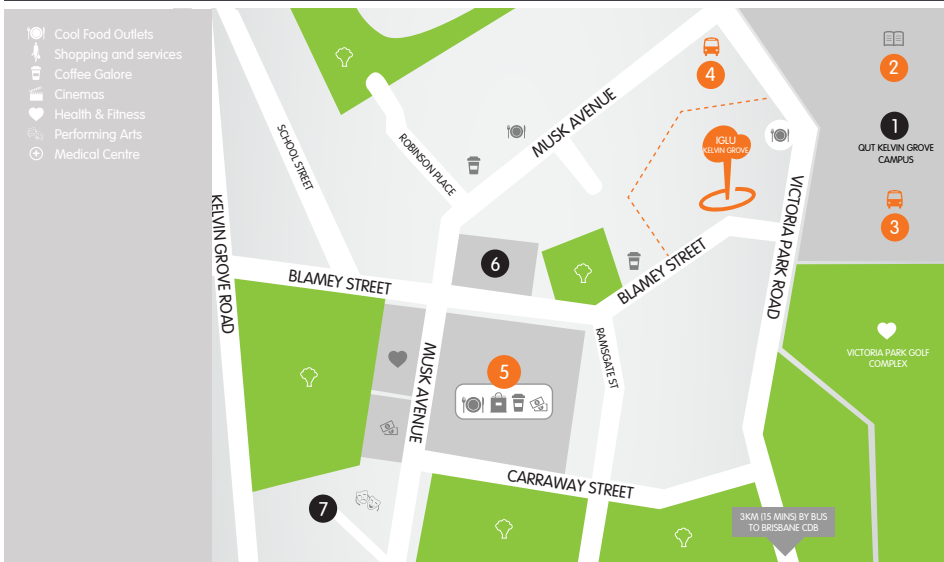 Cool Food Outlets
Shopping and services
Coffee Galore
Cinemas
Health & Fitness
Performing Arts
Medical Centre
SCHOOL STREET
ROBINSON PLACE
MUSK AVENUE
4
IGLU
KELVIN GROVE
2
1
QUT KELVIN GROVE
CAMPUS
3
KELVIN GROVE ROAD
VICTORIA PARK ROAD
BLAMEY STREET
6
BLAMEY STREET
MUSK AVENUE
5
RAMSGATE ST
VICTORIA PARK GOLF
COMPLEX
CARRAWAY STREET
7
3KM (15 MINS) BY BUS
TO BRISBANE CDB